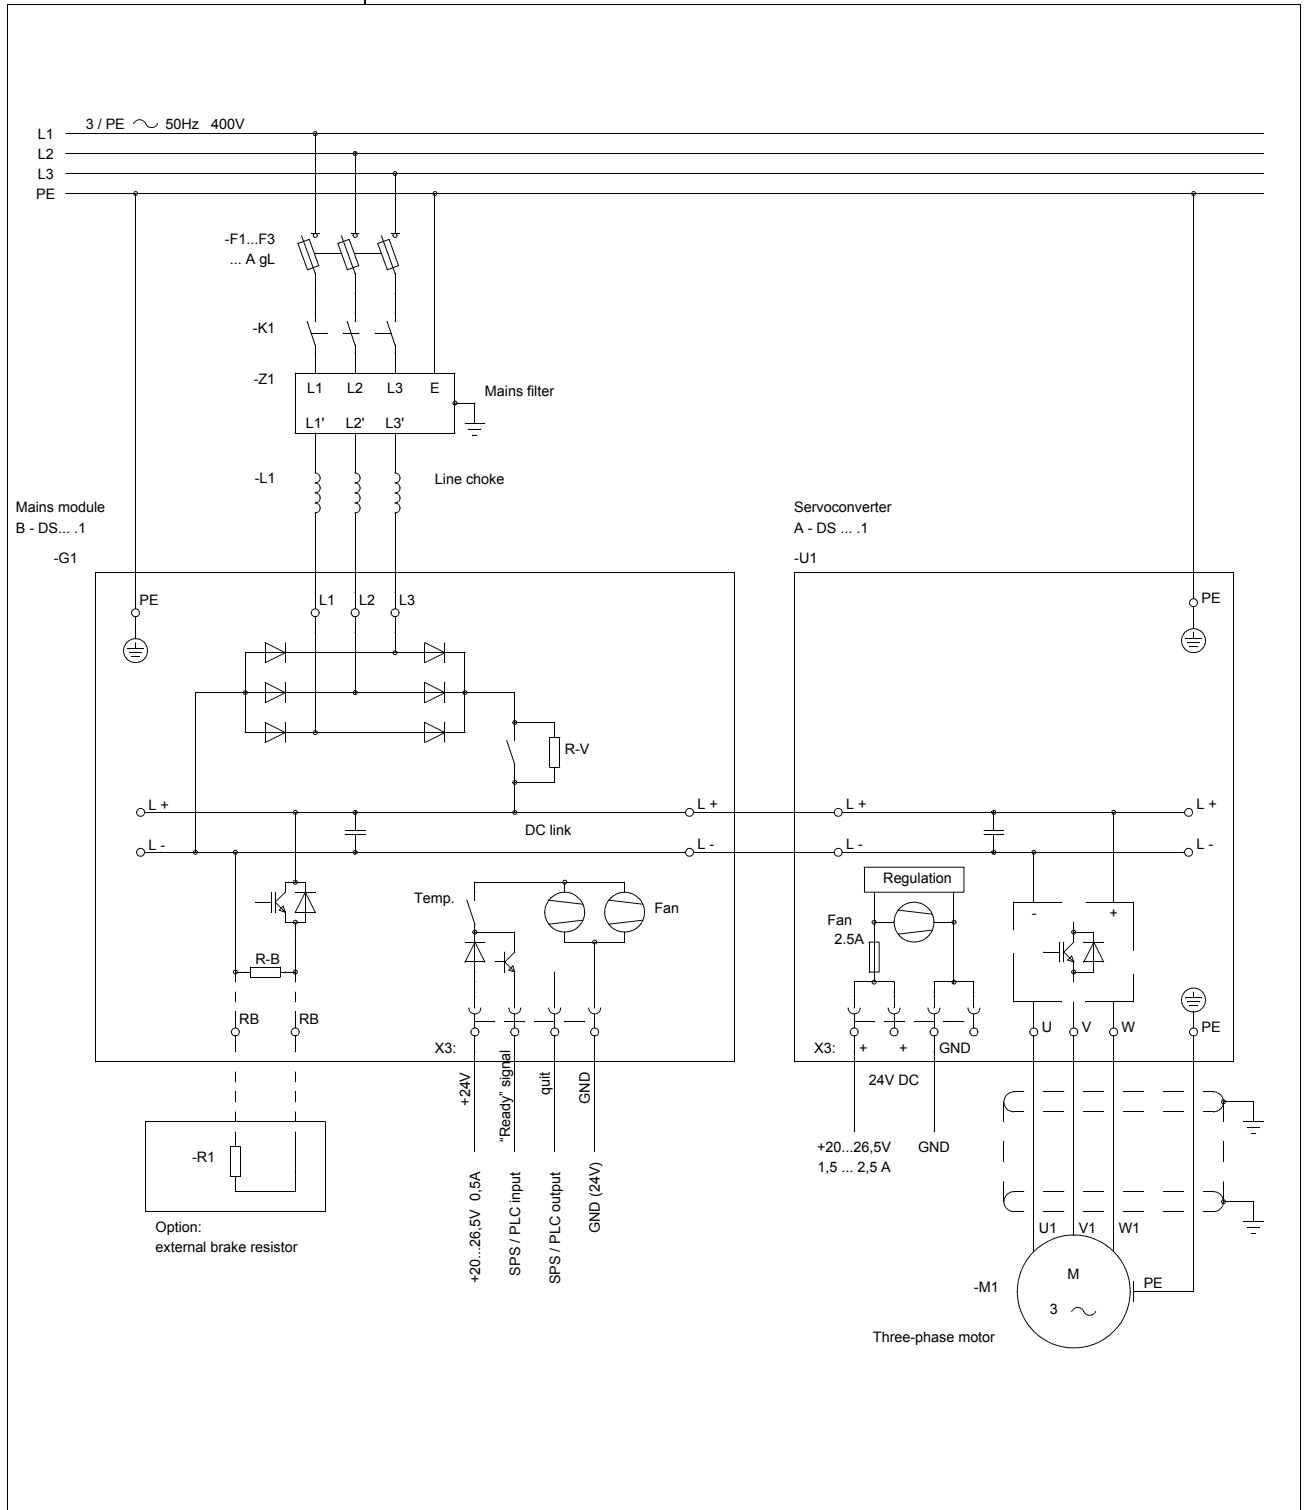 3 / PE 50Hz 400V
L1
L2
L3
PE
-F1...F3
... A gL
-K1
-Z1
L1 L2 L3 E
Mains filter
L1' L2' L3'
-L1
Line choke
Mains module
B - DS... .1
-G1
Servoconverter
A - DS ... .1
-U1
PE
L1 L2 L3
PE
R-V
L +
L +
L +
L +
DC link
L -
L -
L -
L -
Temp.
Fan
Regulation
Fan
2.5A
- +
R-B
RB RB
U V W PE
X3:
X3: + + GND
+24V
"Ready" signal
quit
GND
24V DC
+20...26,5V 0,5A
SPS / PLC input
SPS / PLC output
GND (24V)
+20...26,5V
1,5 ... 2,5 A
GND
-R1
Option:
external brake resistor
U1 V1 W1
-M1
M
3
PE
Three-phase motor